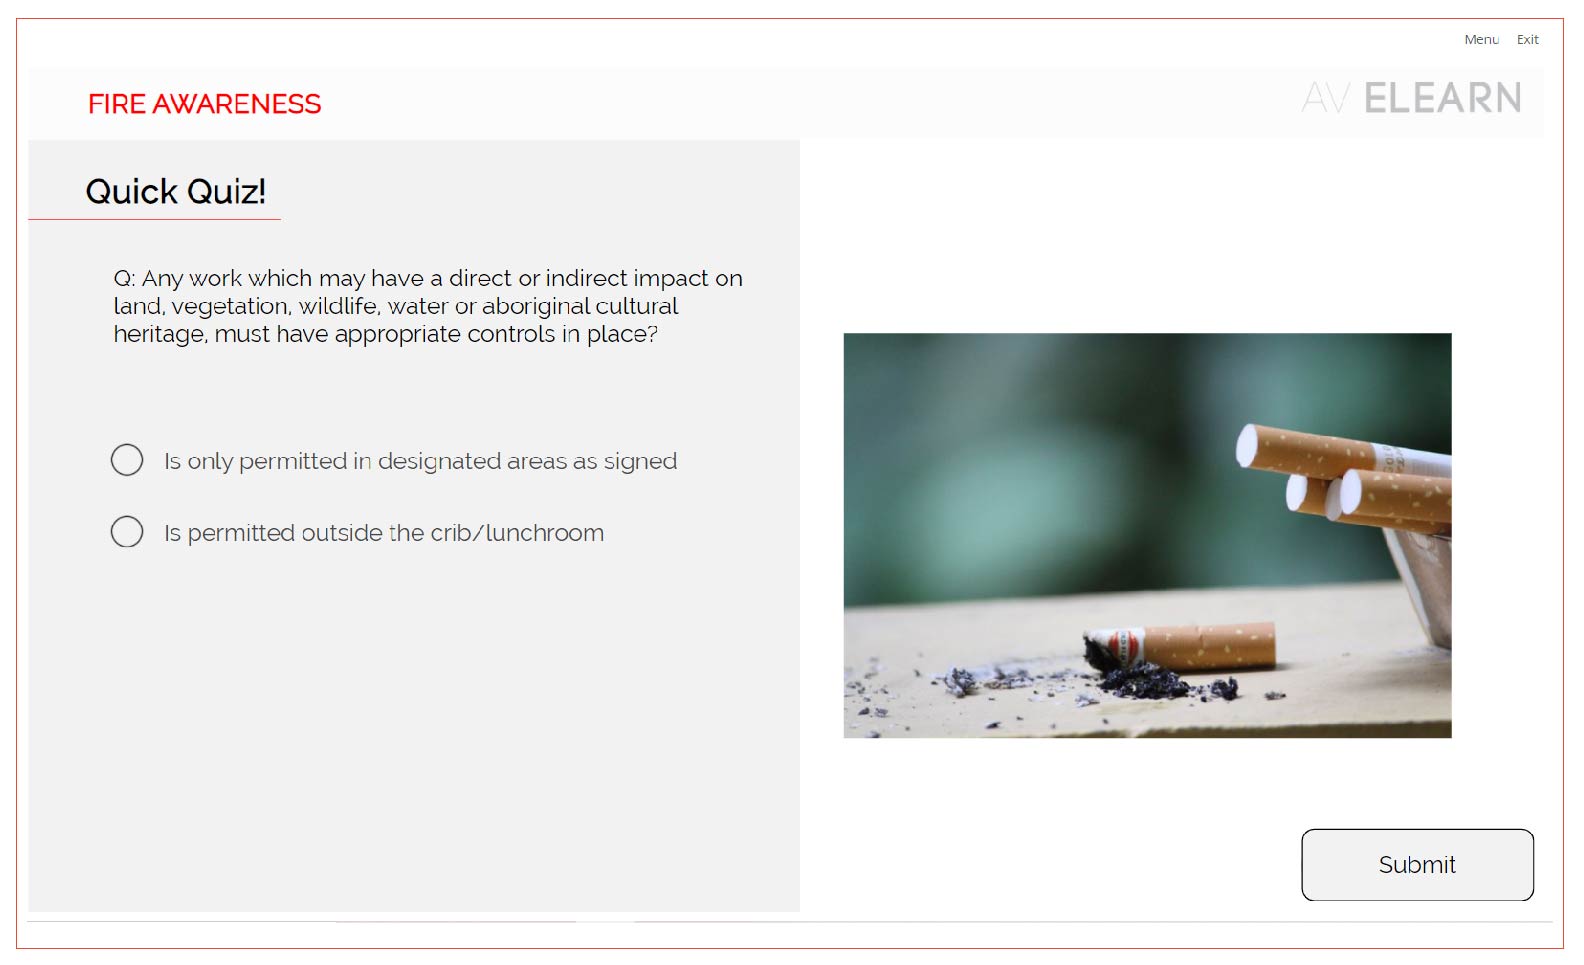 Menu Exit
FIRE AWARENESS
AV ELEARN
Quick Quiz!
Q: Any work which may have a direct or indirect impact on
land, vegetation, wildlife, water or aboriginal cultural
heritage, must have appropriate controls in place?
Is only permitted in designated areas as signed
Is permitted outside the crib/lunchroom
Submit